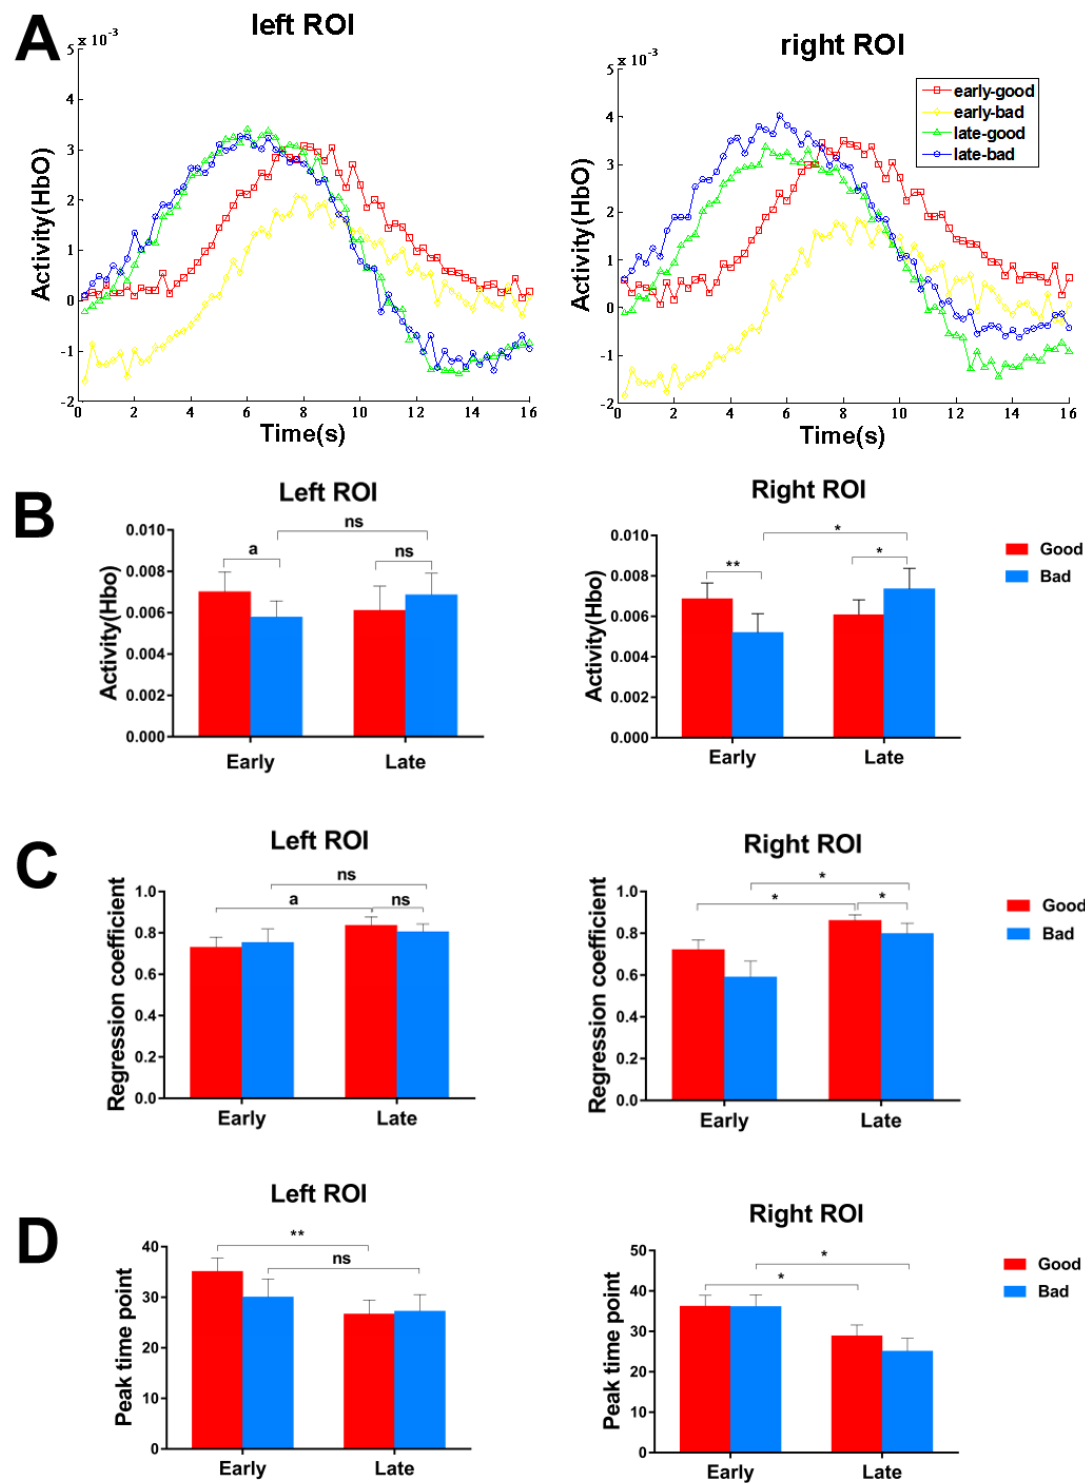 A
left ROI
5 x 10⁻³
4
3
2
1
0
-1
-2
0 2 4 6 8 10 12 14 16
Activity(HbO)
Time(s)
right ROI
5 x 10⁻³
4
3
2
1
0
-1
-2
0 2 4 6 8 10 12 14 16
Activity(HbO)
Time(s)
early-good
early-bad
late-good
late-bad
B
Left ROI
ns
a
ns
0.010
0.008
0.006
0.004
0.002
0.000
Activity(Hbo)
Early Late
Right ROI
*
** *
0.010
0.008
0.006
0.004
0.002
0.000
Activity(Hbo)
Early Late
Good
Bad
C
Left ROI
ns
a ns
1.0
0.8
0.6
0.4
0.2
0.0
Regression coefficient
Early Late
Right ROI
*
* *
1.0
0.8
0.6
0.4
0.2
0.0
Regression coefficient
Early Late
Good
Bad
D
Left ROI
**
ns
40
30
20
10
0
Peak time point
Early Late
Right ROI
*
*
50
40
30
20
10
0
Peak time point
Early Late
Good
Bad